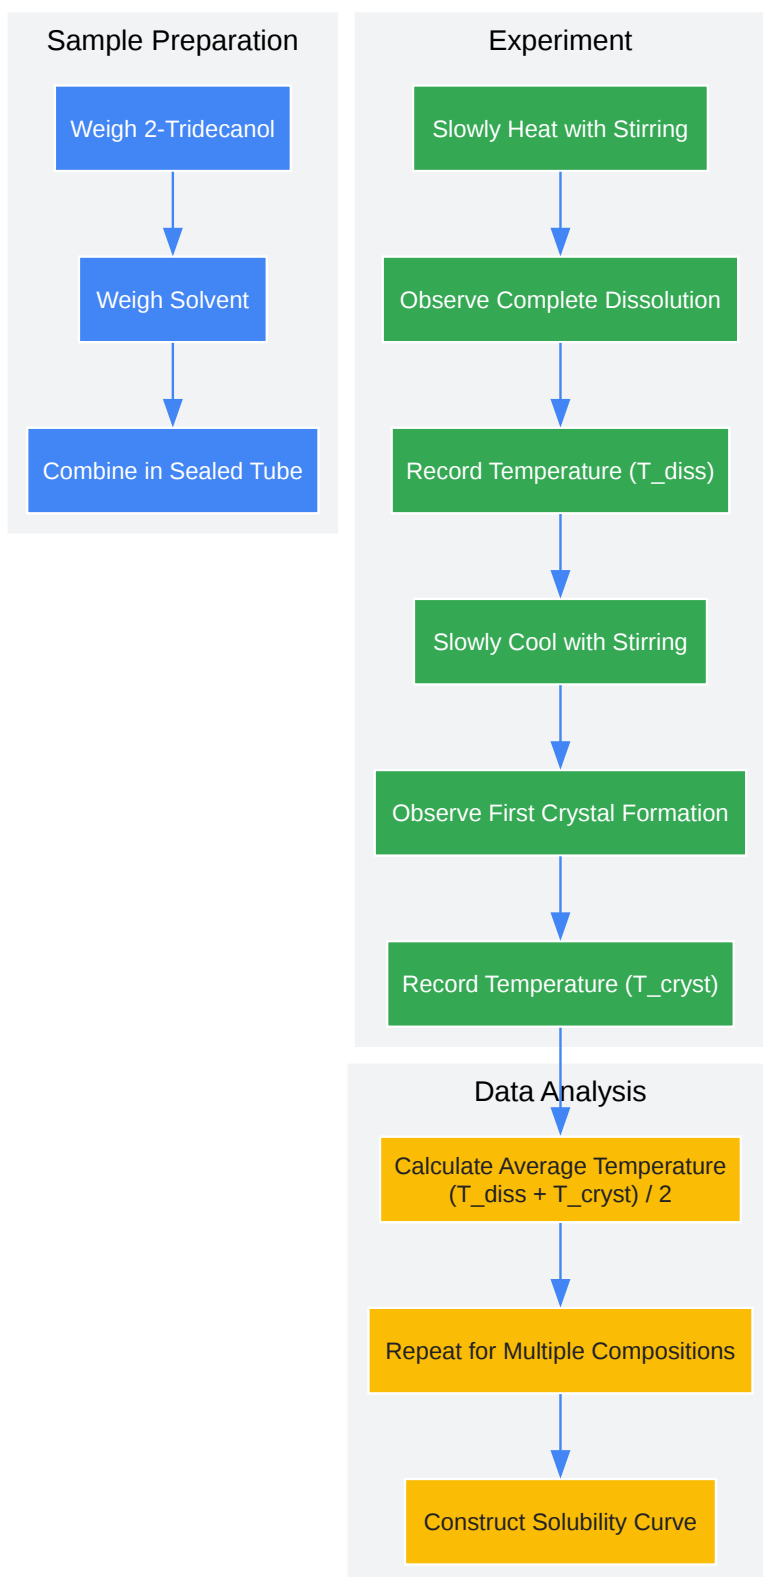 Sample Preparation
Weigh 2-Tridecanol
Weigh Solvent
Combine in Sealed Tube
Experiment
Slowly Heat with Stirring
Observe Complete Dissolution
Record Temperature (T_diss)
Slowly Cool with Stirring
Observe First Crystal Formation
Record Temperature (T_cryst)
Data Analysis
Calculate Average Temperature
(T_diss + T_cryst) / 2
Repeat for Multiple Compositions
Construct Solubility Curve